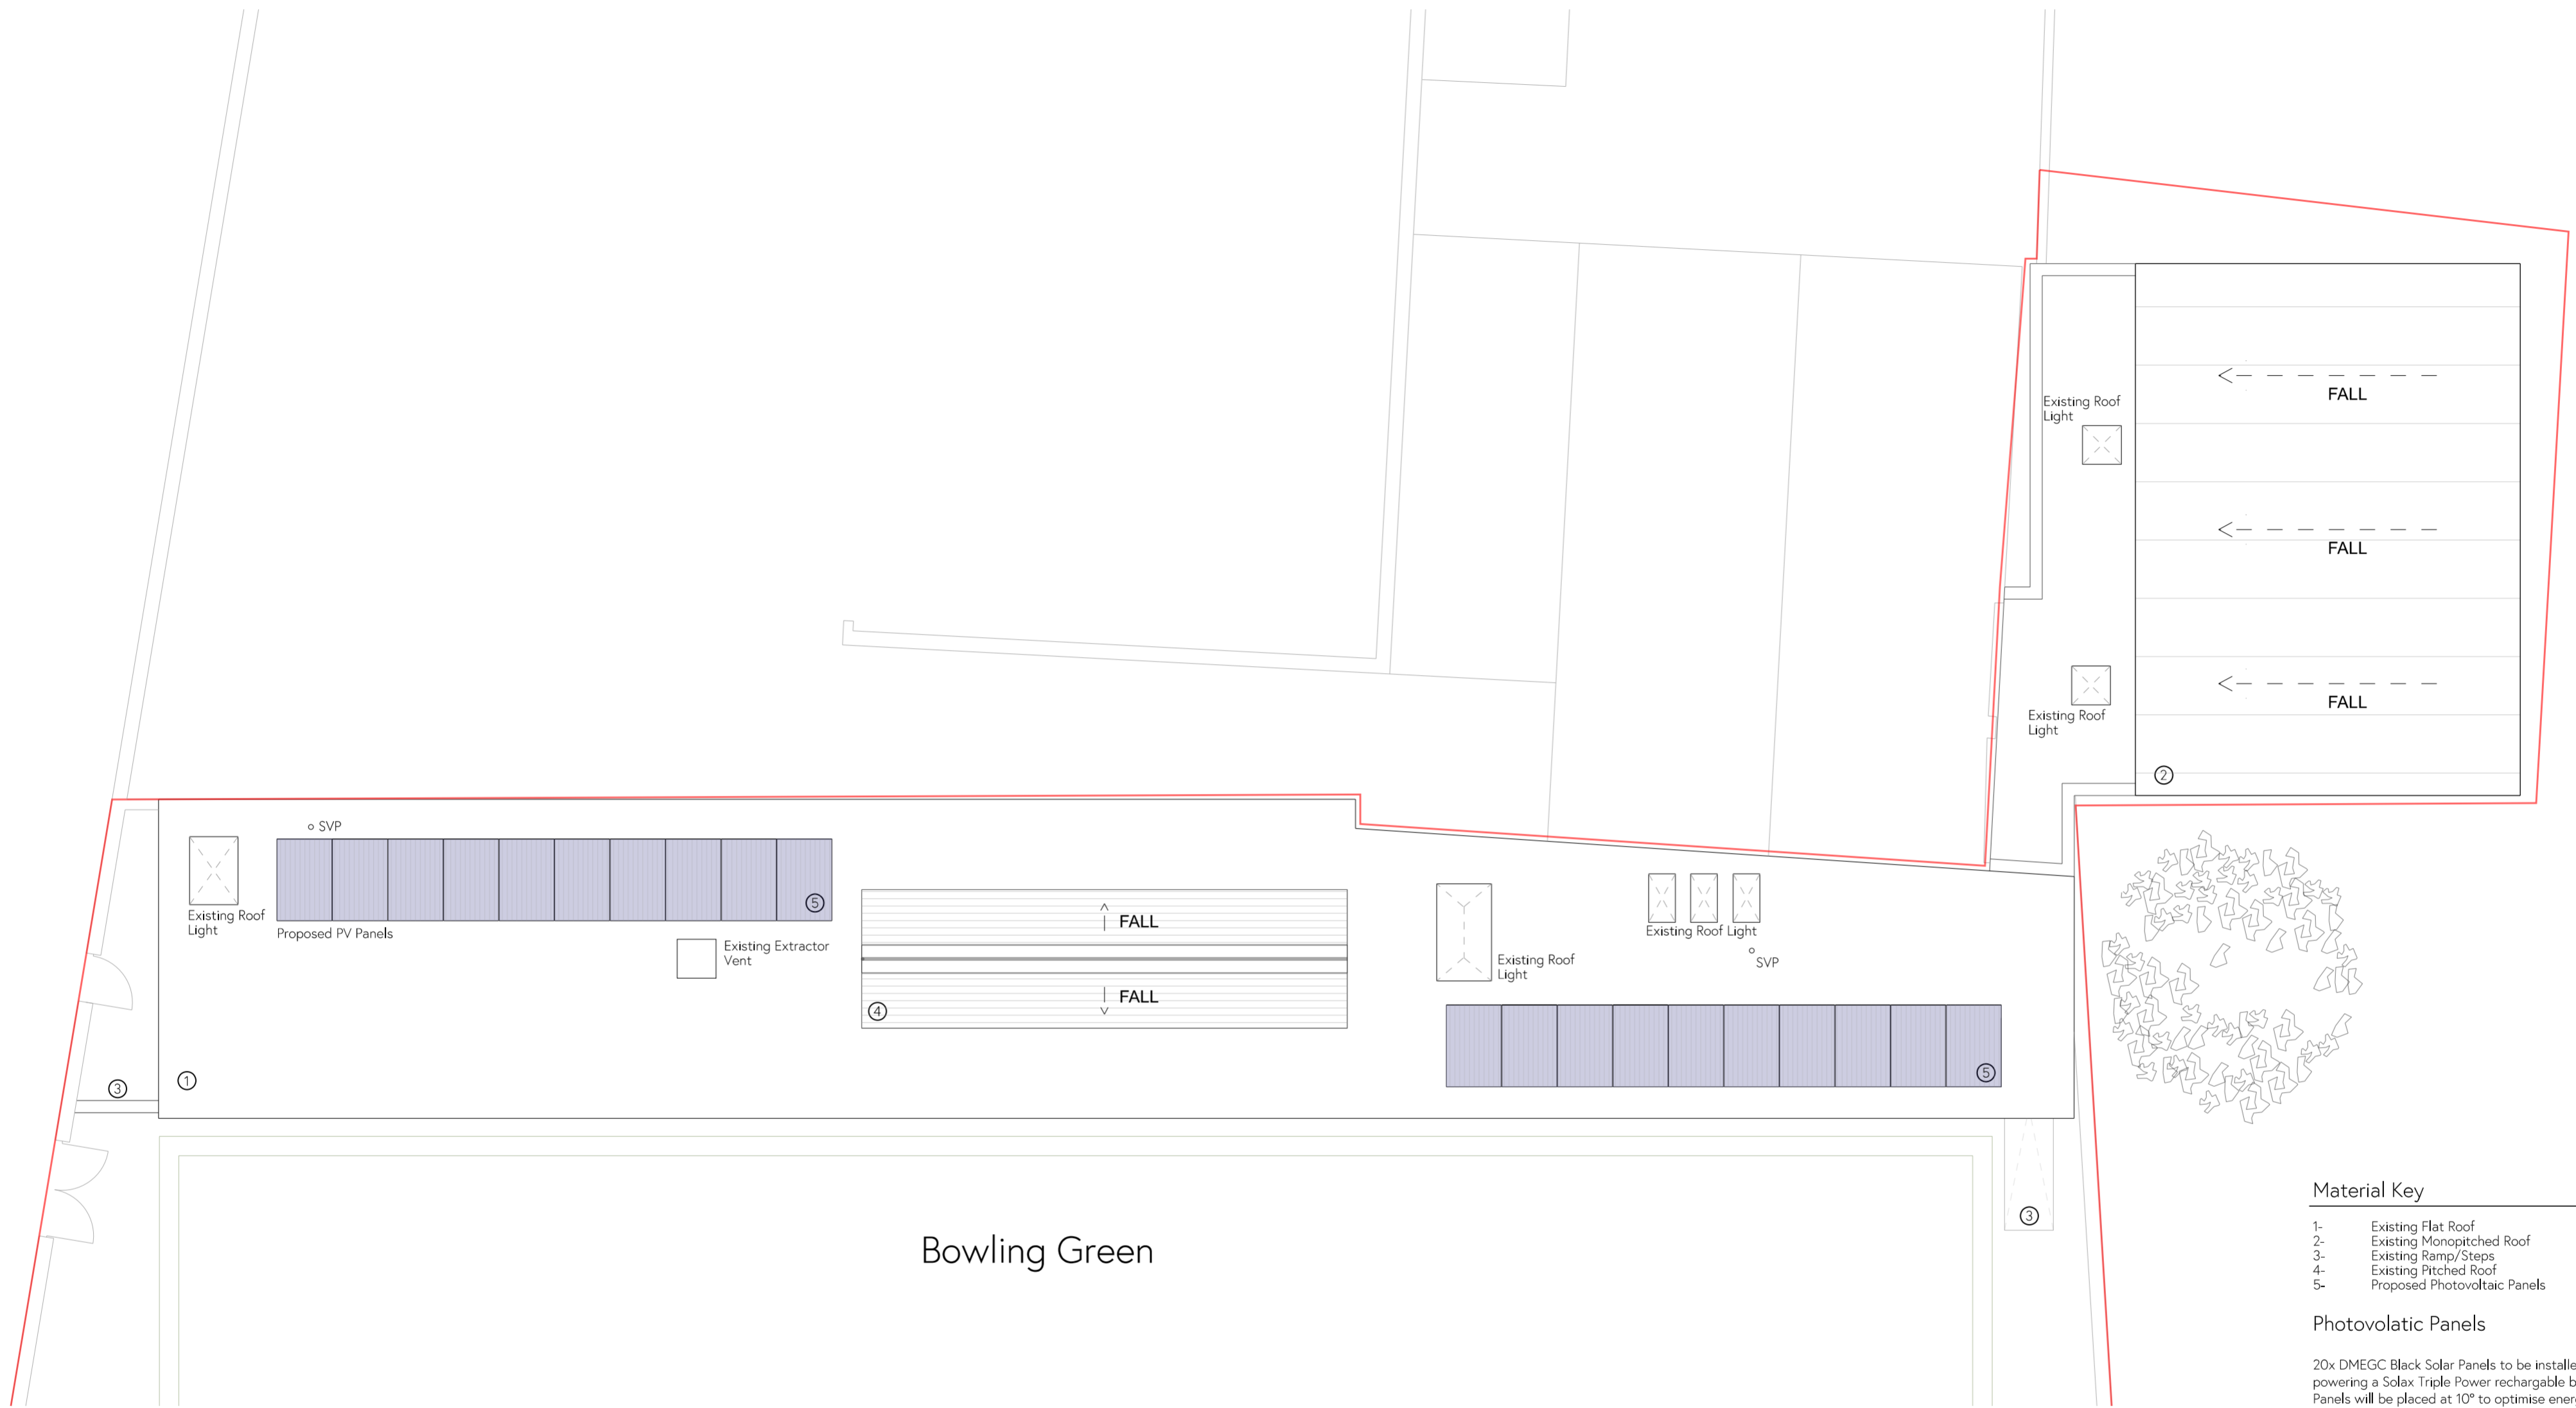 Existing Roof
Light
FALL
FALL
Existing Roof
Light
FALL
2
SVP
Existing Roof
Light
5
Proposed PV Panels
Existing Extractor
Vent
FALL
FALL
4
Existing Roof
Light
Existing Roof Light
SVP
5
1
3
3
Bowling Green
Material Key
1- Existing Flat Roof
2- Existing Monopitched Roof
3- Existing Ramp/Steps
4- Existing Pitched Roof
5- Proposed Photovoltaic Panels
Photovolatic Panels
20x DMEGC Black Solar Panels to be installe
powering a Solax Triple Power rechargable b
Panels will be placed at 10° to optimise ener